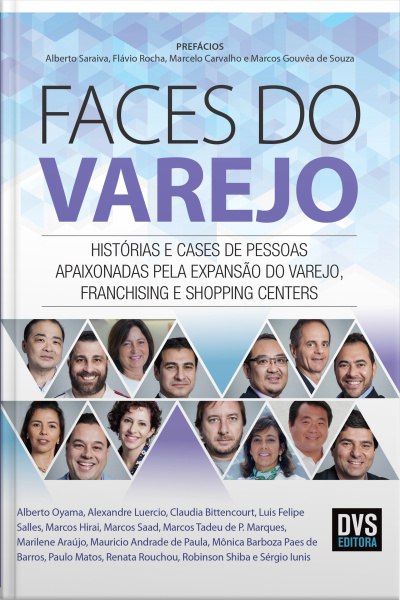 PREFÁCIOS
Alberto Saraiva, Flávio Rocha, Marcelo Carvalho e Marcos Gouvêa de Souza
FACES DO
VAREJO
HISTÓRIAS E CASES DE PESSOAS
APAIXONADAS PELA EXPANSÃO DO VAREJO,
FRANCHISING E SHOPPING CENTERS
Alberto Oyama, Alexandre Luercio, Claudia Bittencourt, Luis Felipe
Salles, Marcos Hirai, Marcos Saad, Marcos Tadeu de P. Marques,
Marilene Araújo, Mauricio Andrade de Paula, Mônica Barboza Paes de
Barros, Paulo Matos, Renata Rouchou, Robinson Shiba e Sérgio Iunis
DVS
EDITORA